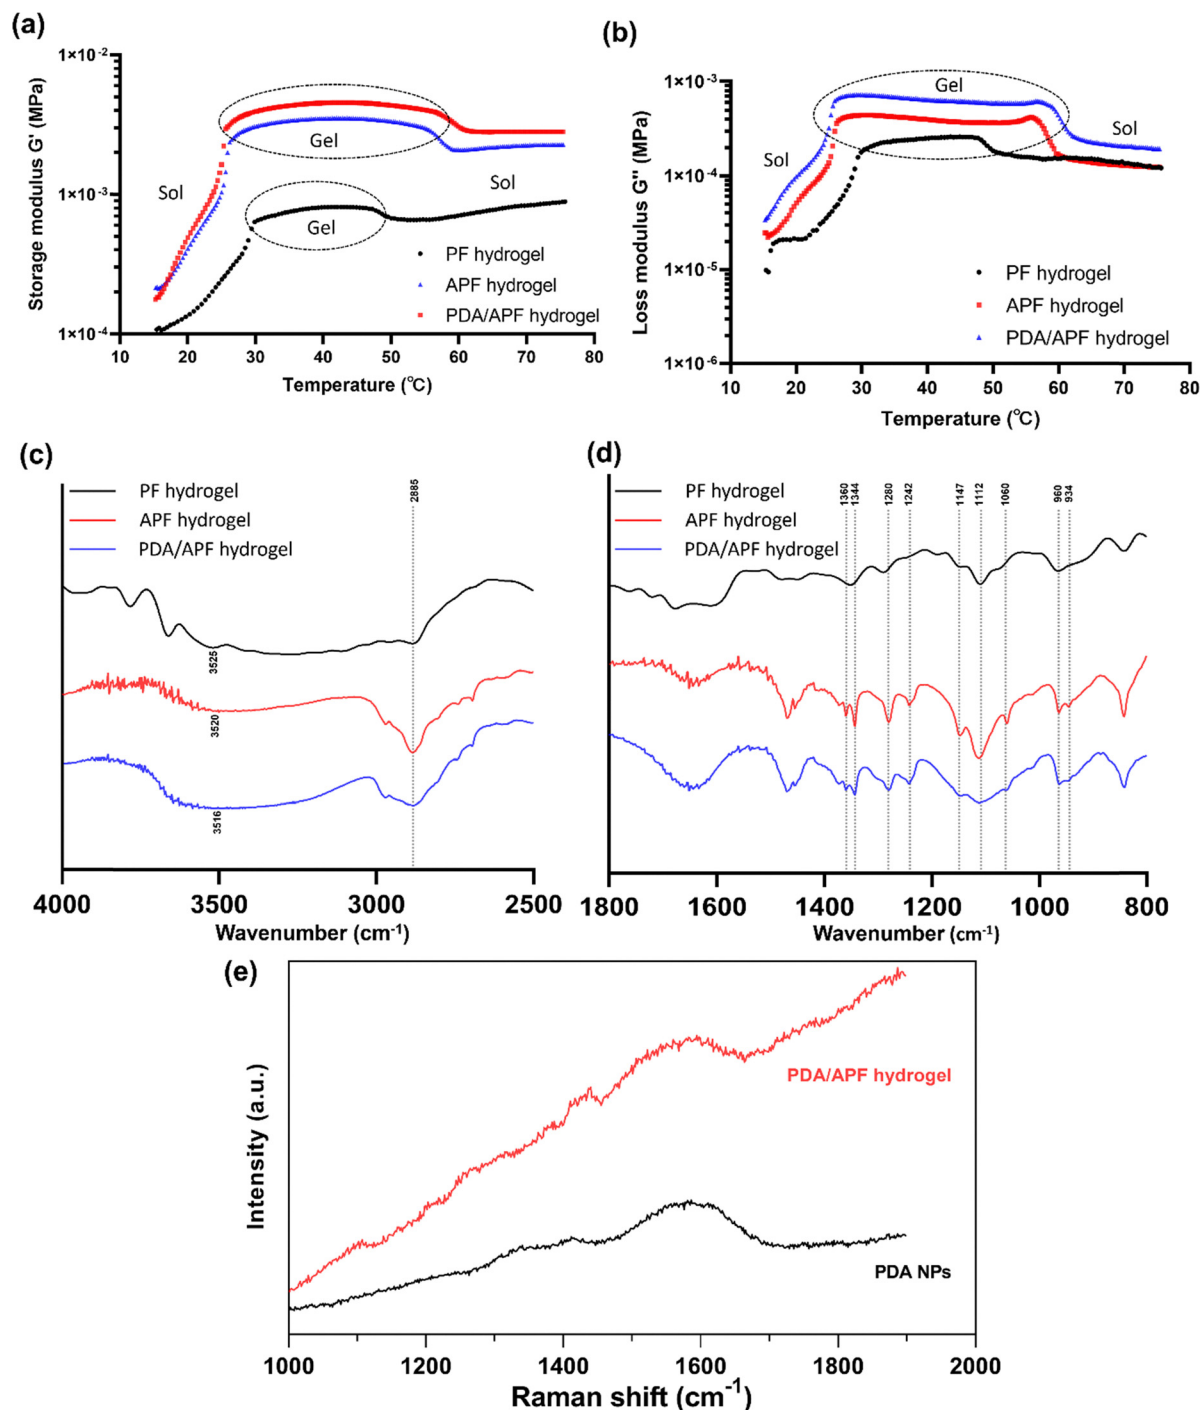 (a)
Storage modulus G' (MPa)
1×10⁻²
1×10⁻³
1×10⁻⁴
Sol
Gel
Gel
Sol
PF hydrogel
APF hydrogel
PDA/APF hydrogel
10 20 30 40 50 60 70 80
Temperature (℃)
(b)
Loss modulus G'' (MPa)
1×10⁻³
1×10⁻⁴
1×10⁻⁵
1×10⁻⁶
Sol
Gel
Sol
PF hydrogel
APF hydrogel
PDA/APF hydrogel
10 20 30 40 50 60 70 80
Temperature (℃)
(c)
PF hydrogel
APF hydrogel
PDA/APF hydrogel
2885
3525
3520
3516
4000 3500 3000 2500
Wavenumber (cm⁻¹)
(d)
PF hydrogel
APF hydrogel
PDA/APF hydrogel
1360 1344 1280 1242 1147 1112 1060 960 934
1800 1600 1400 1200 1000 800
Wavenumber (cm⁻¹)
(e)
Intensity (a.u.)
PDA/APF hydrogel
PDA NPs
1000 1200 1400 1600 1800 2000
Raman shift (cm⁻¹)